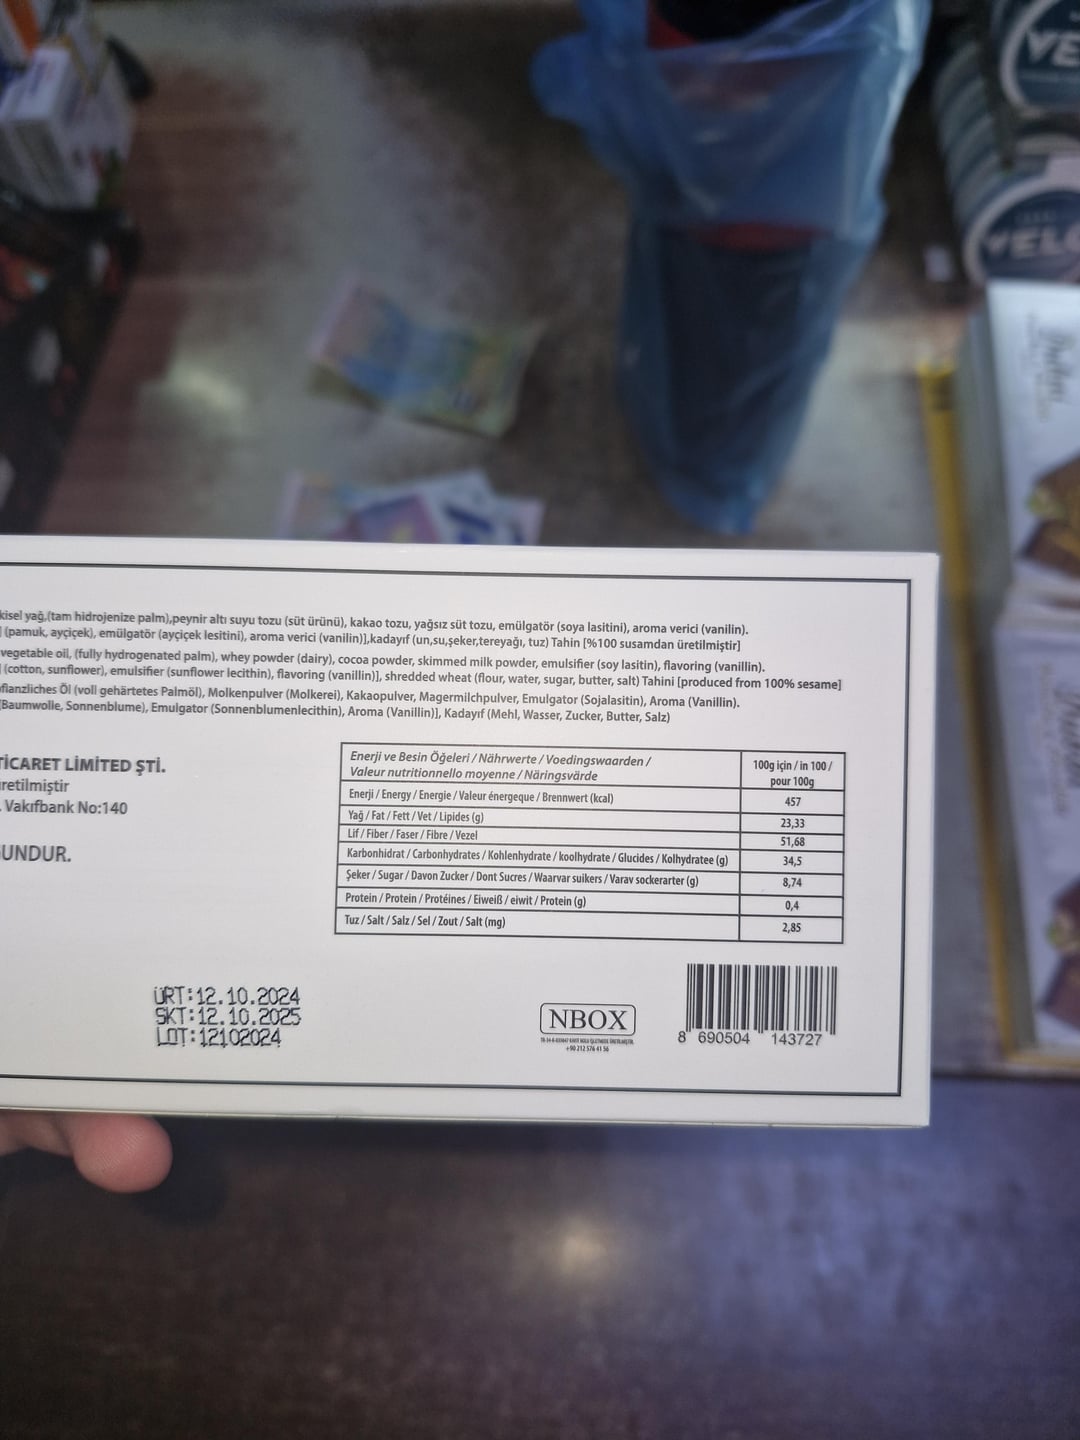 VE
VELO
kisel yağ,(tam hidrojenize palm),peynir altı suyu tozu (süt ürünü), kakao tozu, yağsız süt tozu, emülgatör (soya lasitini), aroma verici (vanilin).
] (pamuk, ayçiçek), emülgatör (ayçiçek lesitini), aroma verici (vanilin)],kadayıf (un,su,şeker,tereyağı, tuz) Tahin [%100 susamdan üretilmiştir]
vegetable oil, (fully hydrogenated palm), whey powder (dairy), cocoa powder, skimmed milk powder, emulsifier (soy lasitin), flavoring (vanillin).
(cotton, sunflower), emulsifier (sunflower lecithin), flavoring (vanillin)], shredded wheat (flour, water, sugar, butter, salt) Tahini [produced from 100% sesame]
flanzliches Öl (voll gehärtetes Palmöl), Molkenpulver (Molkerei), Kakaopulver, Magermilchpulver, Emulgator (Sojalasitin), Aroma (Vanillin).
[Baumwolle, Sonnenblume), Emulgator (Sonnenblumenlecithin), Aroma (Vanillin)], Kadayıf (Mehl, Wasser, Zucker, Butter, Salz)
TİCARET LİMİTED ŞTİ.
retilmiştir
. Vakıfbank No:140
UNDUR.
Enerji ve Besin Öğeleri / Nährwerte / Voedingswaarden /
Valeur nutritionnello moyenne / Näringsvärde
100g için / in 100 /
pour 100g
Enerji / Energy / Energie / Valeur énergeque / Brennwert (kcal) 457
Yağ / Fat / Fett / Vet / Lipides (g) 23,33
Lif / Fiber / Faser / Fibre / Vezel 51,68
Karbonhidrat / Carbonhydrates / Kohlenhydrate / koolhydrate / Glucides / Kolhydratee (g) 34,5
Şeker / Sugar / Davon Zucker / Dont Sucres / Waarvar suikers / Varav sockerarter (g) 8,74
Protein / Protein / Protéines / Eiweiß / eiwit / Protein (g) 0,4
Tuz / Salt / Salz / Sel / Zout / Salt (mg) 2,85
ÜRT:12.10.2024
SKT:12.10.2025
LOT:12102024
NBOX
+90 212 576 41 56
8 690504 143727